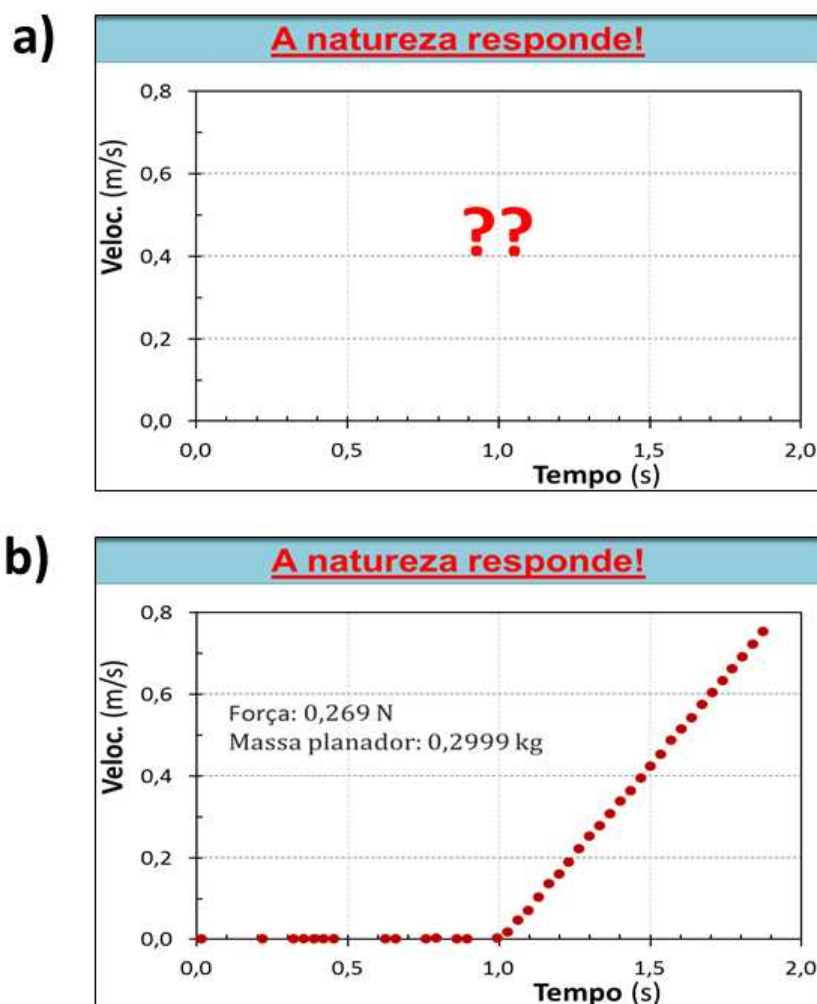 a)
A natureza responde!
0,8
0,6
0,4
0,2
0,0
Veloc. (m/s)
??
0,0 0,5 1,0 1,5 2,0
Tempo (s)
b)
A natureza responde!
0,8
0,6
0,4
0,2
0,0
Veloc. (m/s)
Força: 0,269 N
Massa planador: 0,2999 kg
0,0 0,5 1,0 1,5 2,0
Tempo (s)